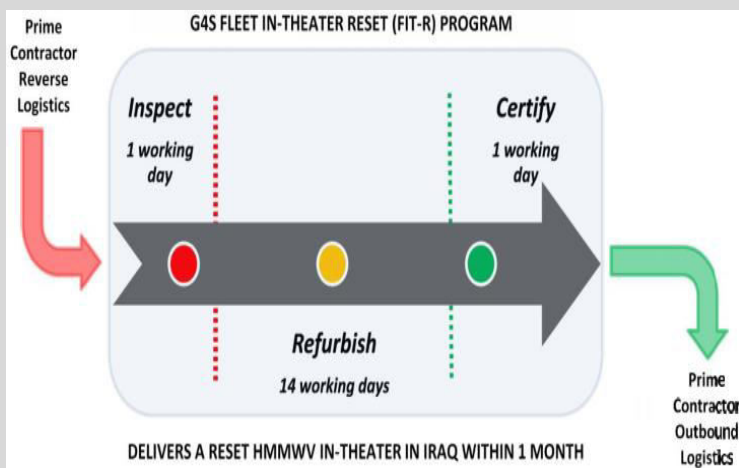 G4S FLEET IN-THEATER RESET (FIT-R) PROGRAM
Prime
Contractor
Reverse
Logistics
Inspect
1 working
day
Certify
1 working
day
Refurbish
14 working days
Prime
Contractor
Outbound
Logistics
DELIVERS A RESET HMMWV IN-THEATER IN IRAQ WITHIN 1 MONTH